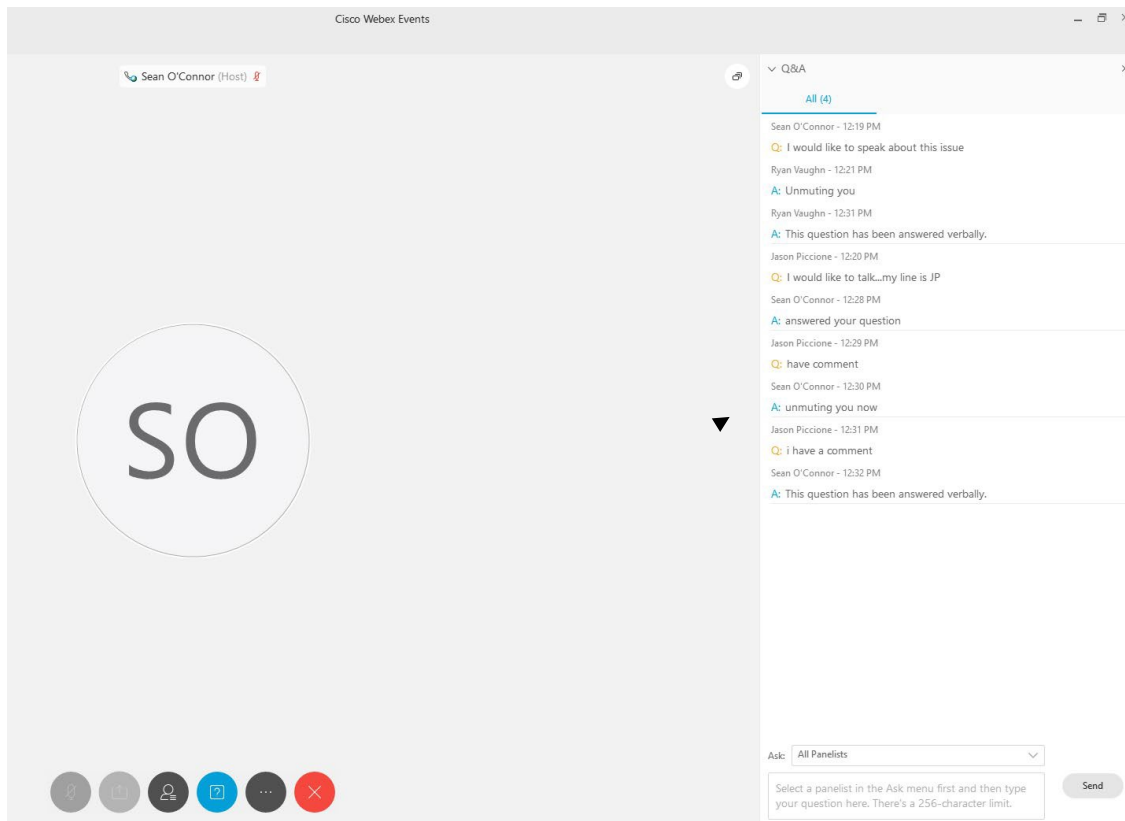 Cisco Webex Events
Sean O'Connor (Host)
SO
Q&A
All (4)
Sean O'Connor - 12:19 PM
Q: I would like to speak about this issue
Ryan Vaughn - 12:21 PM
A: Unmuting you
Ryan Vaughn - 12:31 PM
A: This question has been answered verbally.
Jason Piccione - 12:20 PM
Q: I would like to talk...my line is JP
Sean O'Connor - 12:28 PM
A: answered your question
Jason Piccione - 12:29 PM
Q: have comment
Sean O'Connor - 12:30 PM
A: unmuting you now
Jason Piccione - 12:31 PM
Q: i have a comment
Sean O'Connor - 12:32 PM
A: This question has been answered verbally.
Ask: All Panelists
Select a panelist in the Ask menu first and then type
your question here. There's a 256-character limit.
Send